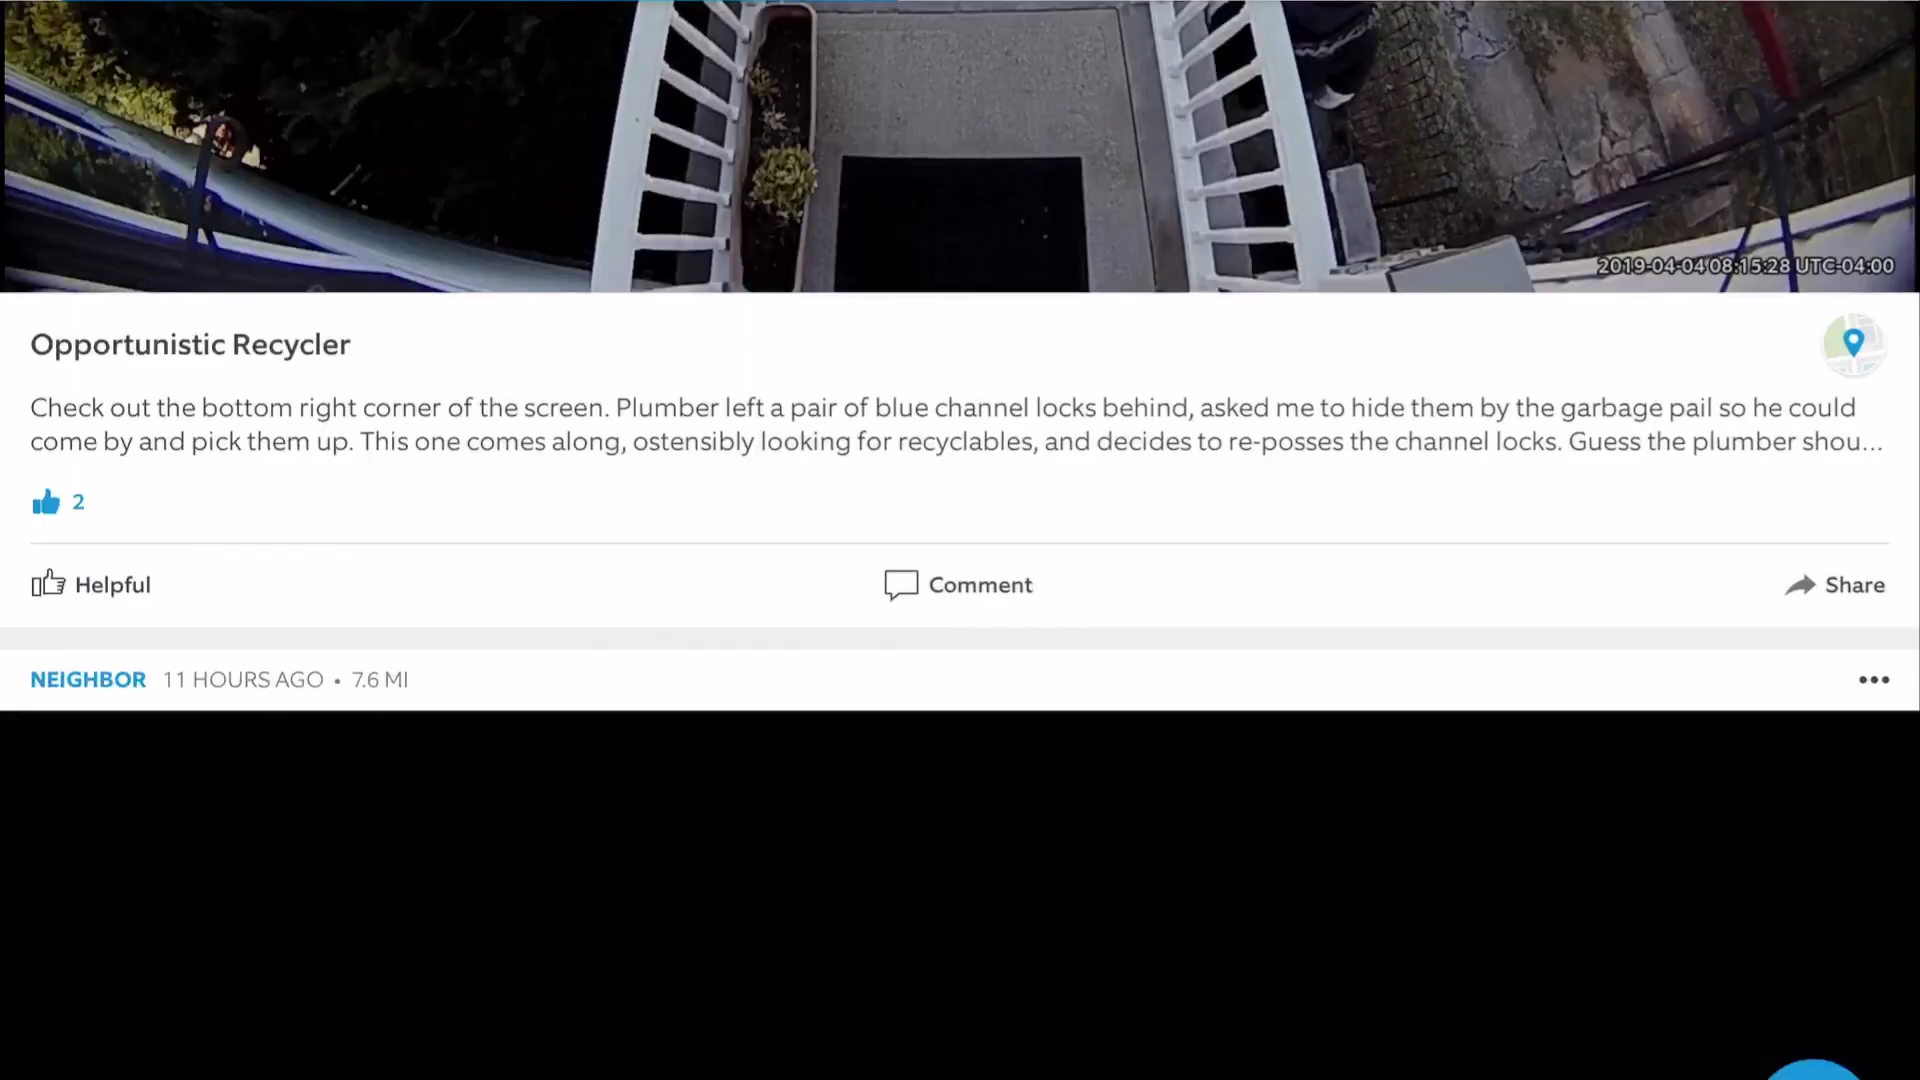 2019-04-04 08:15:28 UTC-04:00
Opportunistic Recycler
Check out the bottom right corner of the screen. Plumber left a pair of blue channel locks behind, asked me to hide them by the garbage pail so he could
come by and pick them up. This one comes along, ostensibly looking for recyclables, and decides to re-posses the channel locks. Guess the plumber shou...
2
Helpful
Comment
Share
NEIGHBOR 11 HOURS AGO • 7.6 MI